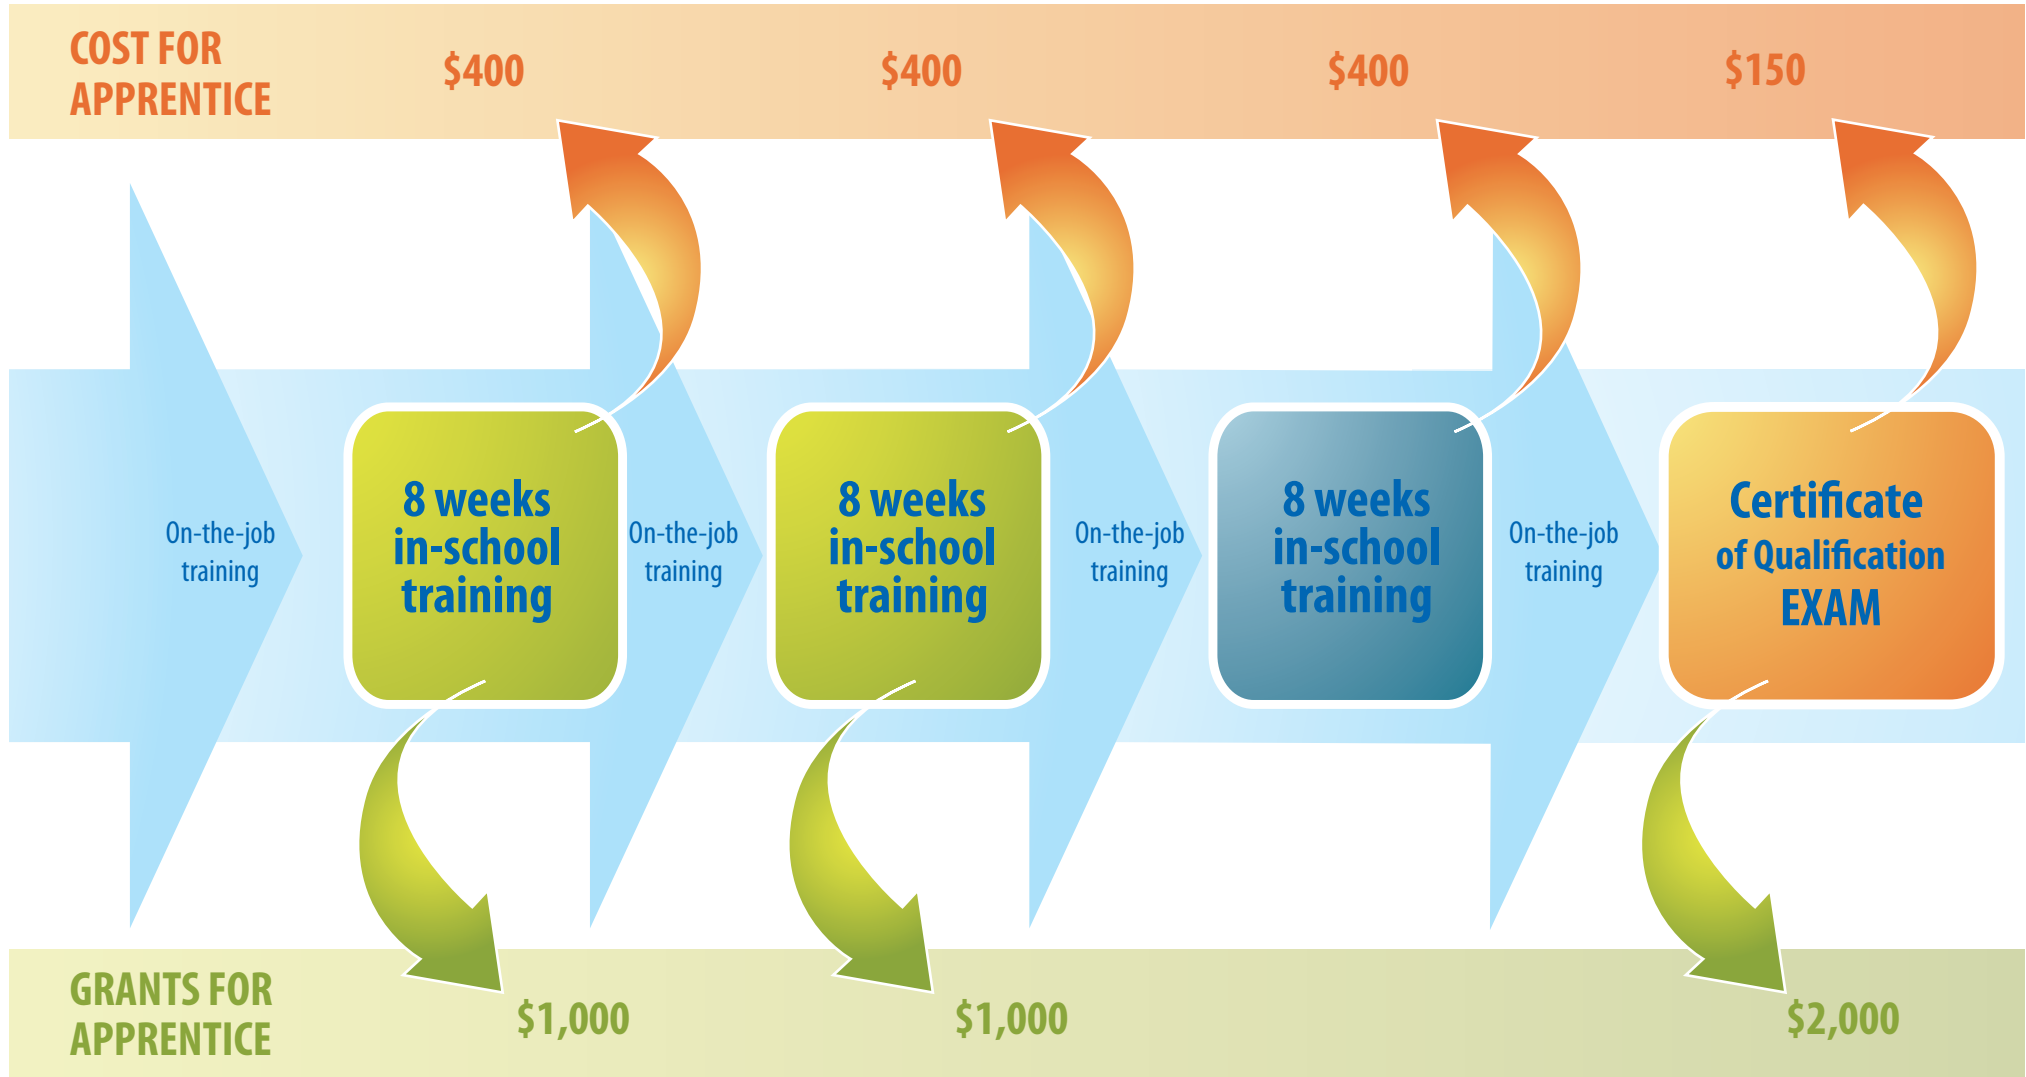 COST FOR
APPRENTICE
$400
$400
$400
$150
On-the-job
training
8 weeks
in-school
training
On-the-job
training
8 weeks
in-school
training
On-the-job
training
8 weeks
in-school
training
On-the-job
training
Certificate
of Qualification
EXAM
GRANTS FOR
APPRENTICE
$1,000
$1,000
$2,000